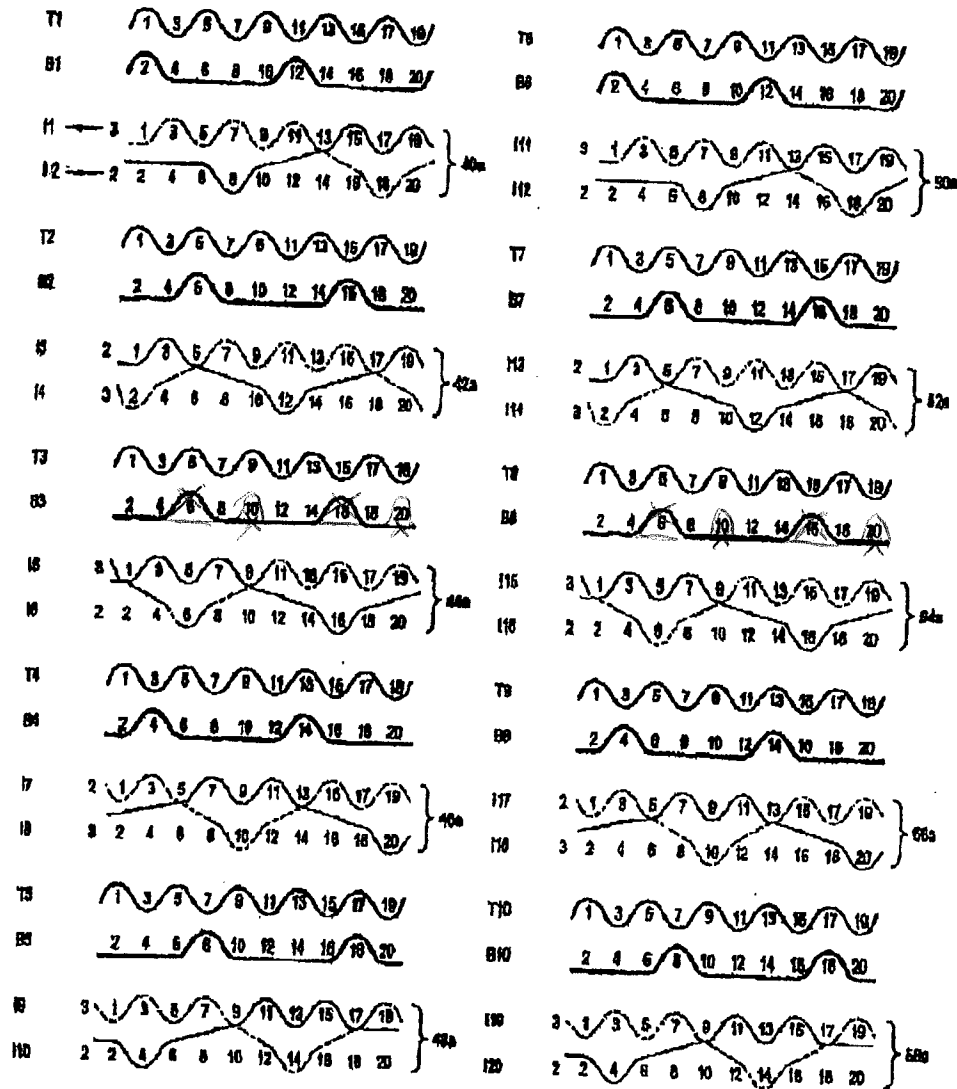 T1 1 3 5 7 9 11 13 15 17 19
B1 2 4 6 8 10 12 14 16 18 20
I1 3 1 3 5 7 9 11 13 15 17 19
I2 2 2 4 6 8 10 12 14 16 18 20
40a
T2 1 3 5 7 9 11 13 15 17 19
B2 2 4 6 8 10 12 14 16 18 20
I3 2 1 3 5 7 9 11 13 15 17 19
I4 3 2 4 6 8 10 12 14 16 18 20
42a
T3 1 3 5 7 9 11 13 15 17 19
B3 2 4 6 8 10 12 14 16 18 20
I5 3 1 3 5 7 9 11 13 15 17 19
I6 2 2 4 6 8 10 12 14 16 18 20
44a
T4 1 3 5 7 9 11 13 15 17 19
B4 2 4 6 8 10 12 14 16 18 20
I7 2 1 3 5 7 9 11 13 15 17 19
I8 3 2 4 6 8 10 12 14 16 18 20
46a
T5 1 3 5 7 9 11 13 15 17 19
B5 2 4 6 8 10 12 14 16 18 20
I9 3 1 3 5 7 9 11 13 15 17 19
I10 2 2 4 6 8 10 12 14 16 18 20
48a
T6 1 3 5 7 9 11 13 15 17 19
B6 2 4 6 8 10 12 14 16 18 20
I11 3 1 3 5 7 9 11 13 15 17 19
I12 2 2 4 6 8 10 12 14 16 18 20
50a
T7 1 3 5 7 9 11 13 15 17 19
B7 2 4 6 8 10 12 14 16 18 20
I13 2 1 3 5 7 9 11 13 15 17 19
I14 3 2 4 6 8 10 12 14 16 18 20
52a
T8 1 3 5 7 9 11 13 15 17 19
B8 2 4 6 8 10 12 14 16 18 20
I15 3 1 3 5 7 9 11 13 15 17 19
I16 2 2 4 6 8 10 12 14 16 18 20
54a
T9 1 3 5 7 9 11 13 15 17 19
B9 2 4 6 8 10 12 14 16 18 20
I17 2 1 3 5 7 9 11 13 15 17 19
I18 3 2 4 6 8 10 12 14 16 18 20
56a
T10 1 3 5 7 9 11 13 15 17 19
B10 2 4 6 8 10 12 14 16 18 20
I19 3 1 3 5 7 9 11 13 15 17 19
I20 2 2 4 6 8 10 12 14 16 18 20
58a